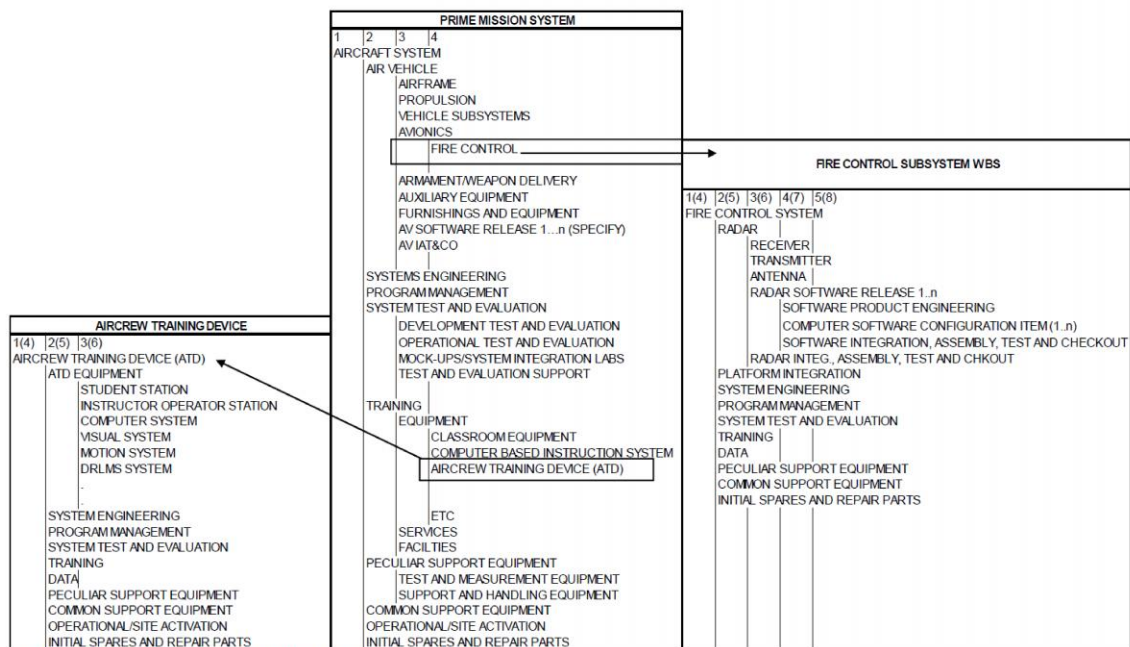 PRIME MISSION SYSTEM
1 2 3 4
AIRCRAFT SYSTEM
AIR VEHICLE
AIRFRAME
PROPULSION
VEHICLE SUBSYSTEMS
AVIONICS
FIRE CONTROL
ARMAMENT/WEAPON DELIVERY
AUXILIARY EQUIPMENT
FURNISHINGS AND EQUIPMENT
AV SOFTWARE RELEASE 1...n (SPECIFY)
AV IAT&CO
SYSTEMS ENGINEERING
PROGRAM MANAGEMENT
SYSTEM TEST AND EVALUATION
DEVELOPMENT TEST AND EVALUATION
OPERATIONAL TEST AND EVALUATION
MOCK-UPS/SYSTEM INTEGRATION LABS
TEST AND EVALUATION SUPPORT
TRAINING
EQUIPMENT
CLASSROOM EQUIPMENT
COMPUTER BASED INSTRUCTION SYSTEM
AIRCREW TRAINING DEVICE (ATD)
ETC
SERVICES
FACILTIES
PECULIAR SUPPORT EQUIPMENT
TEST AND MEASUREMENT EQUIPMENT
SUPPORT AND HANDLING EQUIPMENT
COMMON SUPPORT EQUIPMENT
OPERATIONAL/SITE ACTIVATION
INITIAL SPARES AND REPAIR PARTS
AIRCREW TRAINING DEVICE
1(4) 2(5) 3(6)
AIRCREW TRAINING DEVICE (ATD)
ATD EQUIPMENT
STUDENT STATION
INSTRUCTOR OPERATOR STATION
COMPUTER SYSTEM
VISUAL SYSTEM
MOTION SYSTEM
DRLMS SYSTEM
.
.
SYSTEM ENGINEERING
PROGRAM MANAGEMENT
SYSTEM TEST AND EVALUATION
TRAINING
DATA
PECULIAR SUPPORT EQUIPMENT
COMMON SUPPORT EQUIPMENT
OPERATIONAL/SITE ACTIVATION
INITIAL SPARES AND REPAIR PARTS
FIRE CONTROL SUBSYSTEM WBS
1(4) 2(5) 3(6) 4(7) 5(8)
FIRE CONTROL SYSTEM
RADAR
RECEIVER
TRANSMITTER
ANTENNA
RADAR SOFTWARE RELEASE 1..n
SOFTWARE PRODUCT ENGINEERING
COMPUTER SOFTWARE CONFIGURATION ITEM (1..n)
SOFTWARE INTEGRATION, ASSEMBLY, TEST AND CHECKOUT
RADAR INTEG., ASSEMBLY, TEST AND CHKOUT
PLATFORM INTEGRATION
SYSTEM ENGINEERING
PROGRAM MANAGEMENT
SYSTEM TEST AND EVALUATION
TRAINING
DATA
PECULIAR SUPPORT EQUIPMENT
COMMON SUPPORT EQUIPMENT
INITIAL SPARES AND REPAIR PARTS